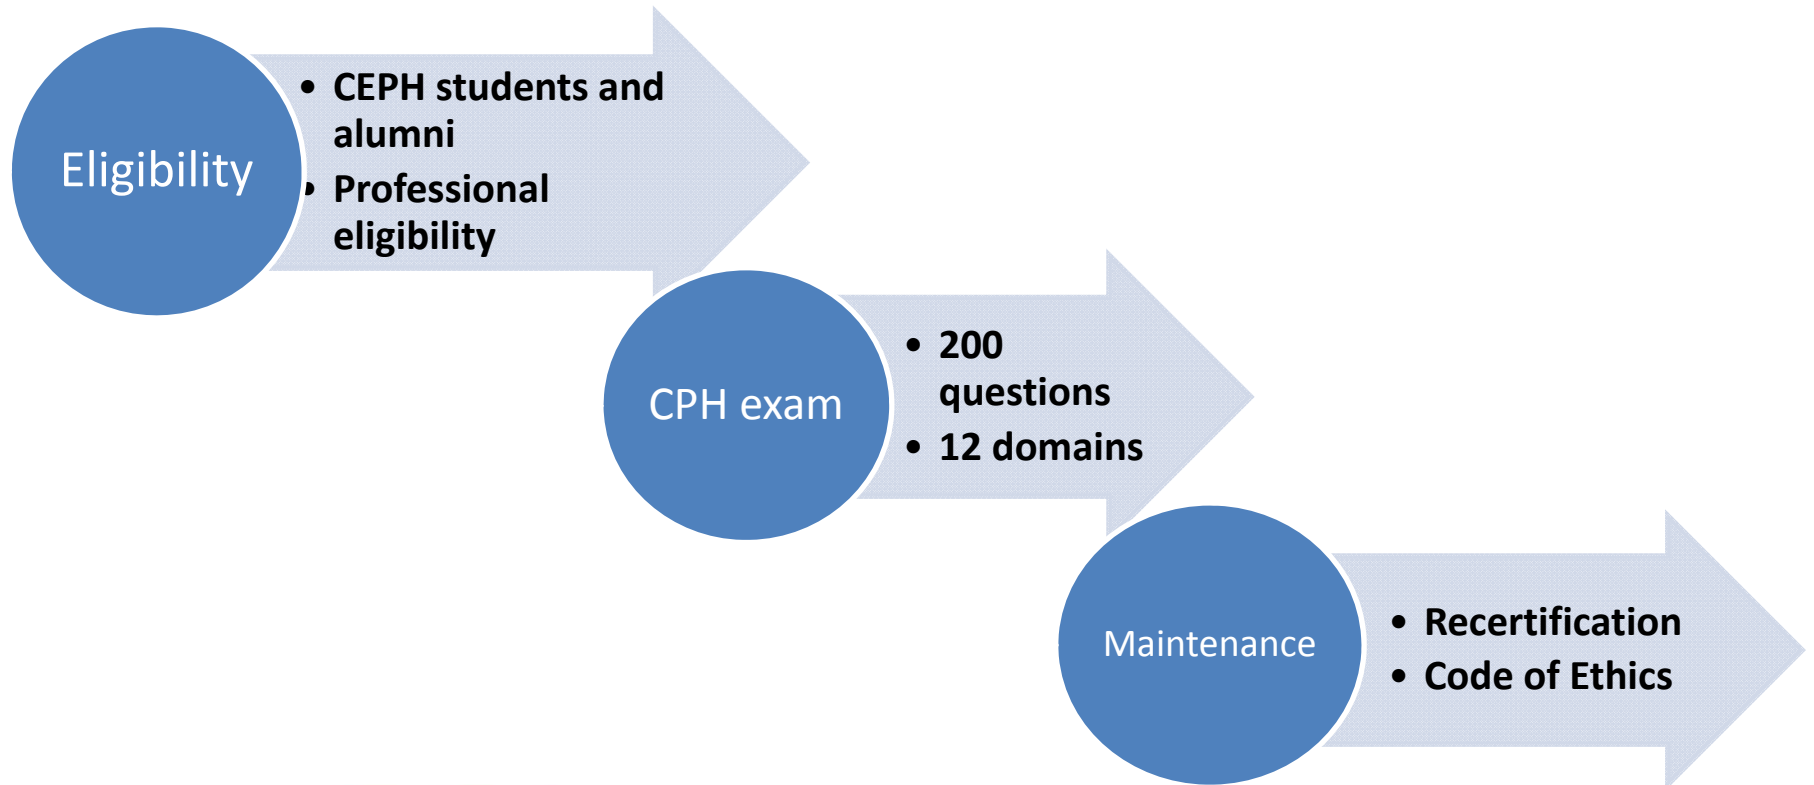 Eligibility
• CEPH students and
alumni
• Professional
eligibility
CPH exam
• 200
questions
• 12 domains
Maintenance
• Recertification
• Code of Ethics